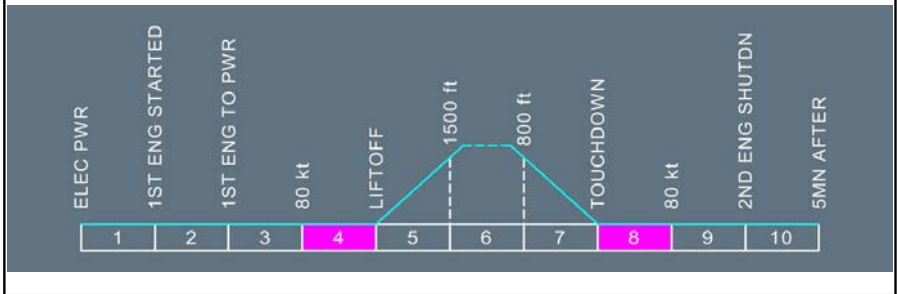 ELEC PWR
1ST ENG STARTED
1ST ENG TO PWR
80 kt
LIFTOFF
1500 ft
800 ft
TOUCHDOWN
80 kt
2ND ENG SHUTDN
5MN AFTER
1 2 3 4 5 6 7 8 9 10